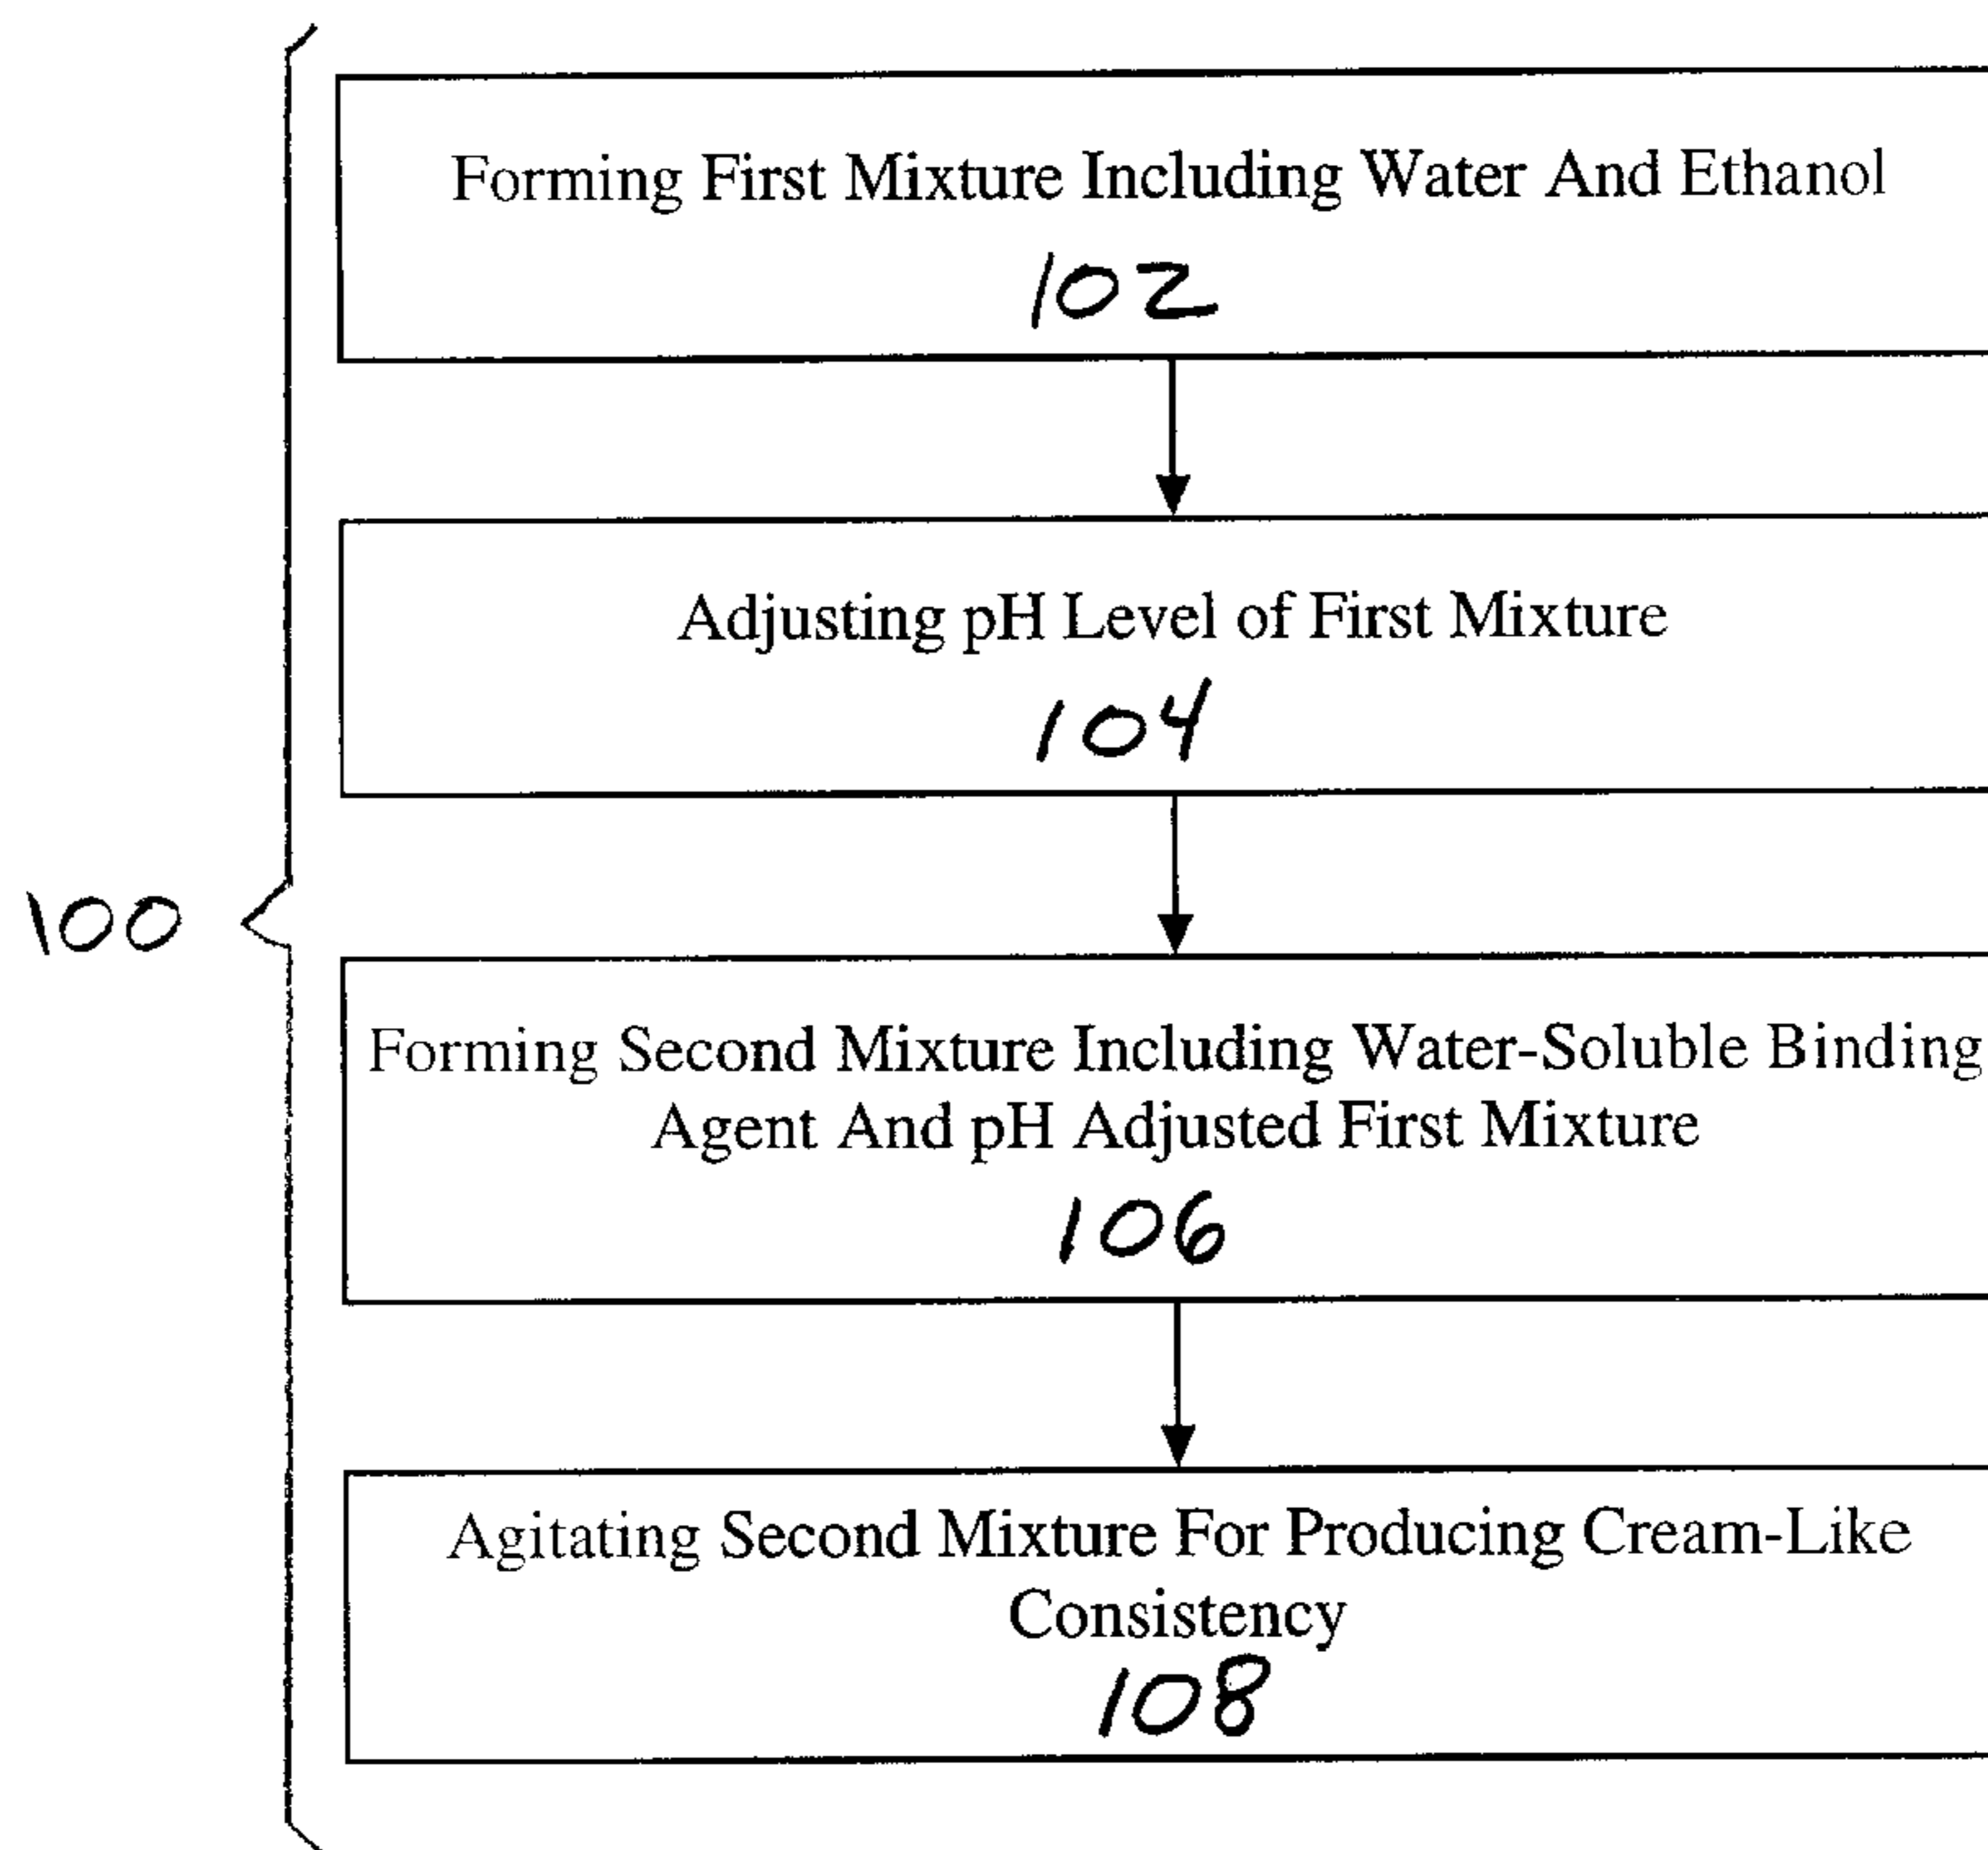 Forming First Mixture Including Water And Ethanol
102
Adjusting pH Level of First Mixture
104
100
Forming Second Mixture Including Water-Soluble Binding
Agent And pH Adjusted First Mixture
106
Agitating Second Mixture For Producing Cream-Like
Consistency
108